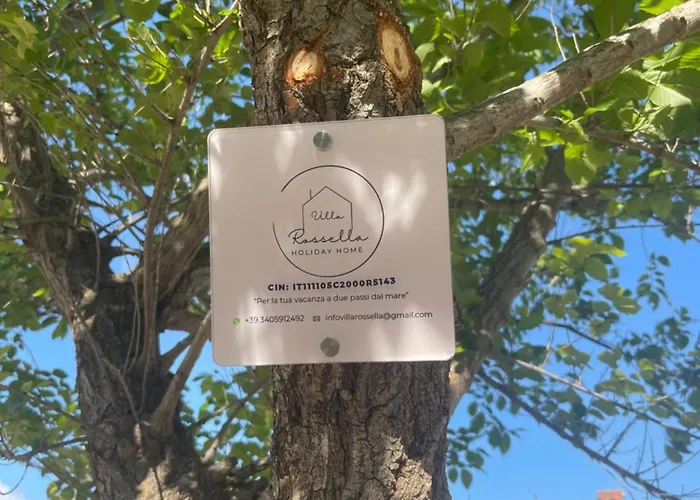 Villa
Rossella
HOLIDAY HOME
CIN: IT111105C2000R5143
"Per la tua vacanza a due passi dal mare"
+39 3405912492 infovillarossella@gmail.com